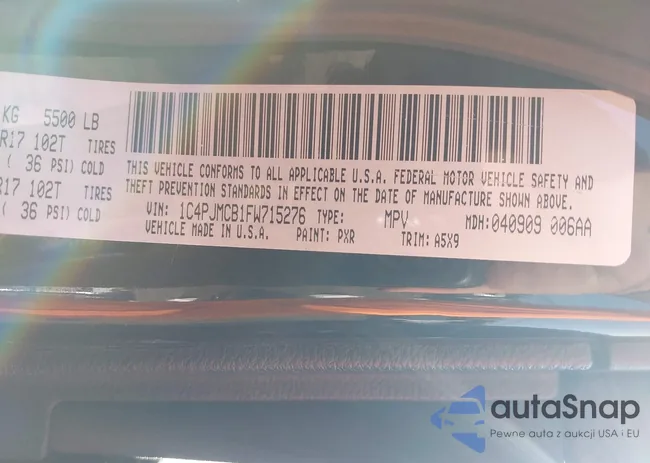 KG 5500 LB
R17 102T TIRES
( 36 PSI) COLD
R17 102T TIRES
( 36 PSI) COLD
THIS VEHICLE CONFORMS TO ALL APPLICABLE U.S.A. FEDERAL MOTOR VEHICLE SAFETY AND
THEFT PREVENTION STANDARDS IN EFFECT ON THE DATE OF MANUFACTURE SHOWN ABOVE.
VIN: 1C4PJMCB1FW715276 TYPE: MPV MDH: 040909 006AA
VEHICLE MADE IN U.S.A. PAINT: PXR TRIM: A5X9
autaSnap
Pewne auta z aukcji USA i EU